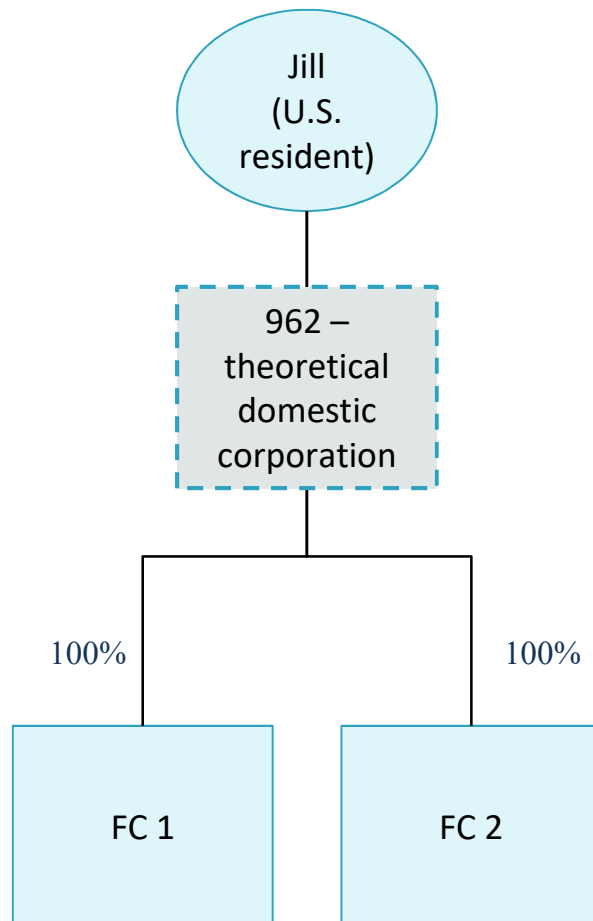 Jill
(U.S.
resident)
962 –
theoretical
domestic
corporation
100%
100%
FC 1
FC 2